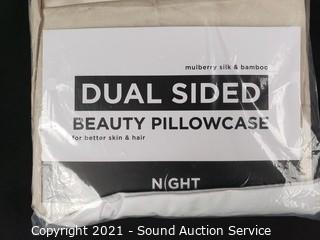 mulberry silk & bamboo
DUAL SIDED
BEAUTY PILLOWCASE
for better skin & hair
NIGHT
Copyright 2021 - Sound Auction Service